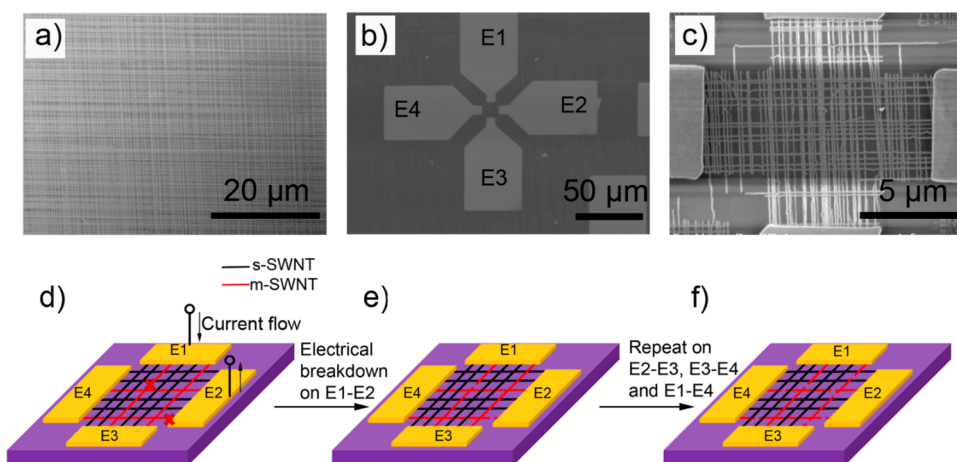 a)
20 μm
b)
E1
E4
E2
E3
50 μm
c)
5 μm
s-SWNT
m-SWNT
d)
Current flow
E1
E4
E2
E3
Electrical
breakdown
on E1-E2
e)
E1
E4
E2
E3
Repeat on
E2-E3, E3-E4
and E1-E4
f)
E1
E4
E2
E3